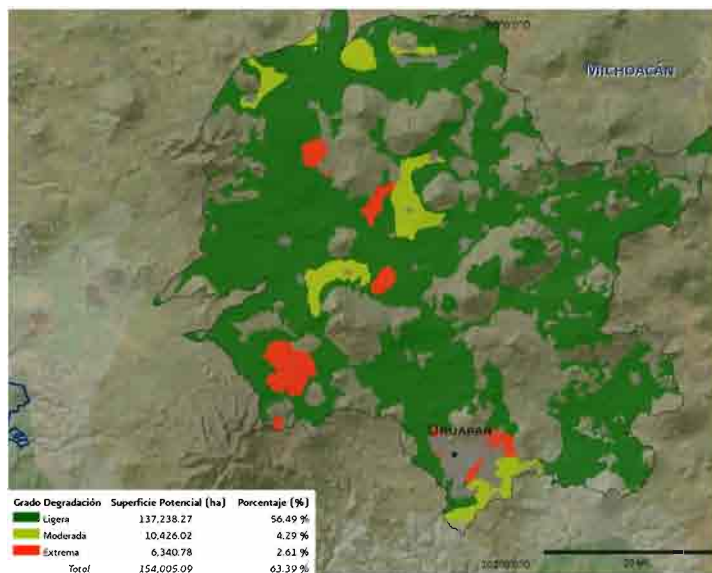 MICHOACÁN
URUAPAN
Grado Degradación Superficie Potencial (ha) Porcentaje (%)
Ligera 137,238.27 56.49 %
Moderada 10,426.02 4.29 %
Extrema 6,340.78 2.61 %
Total 154,005.09 63.39 %